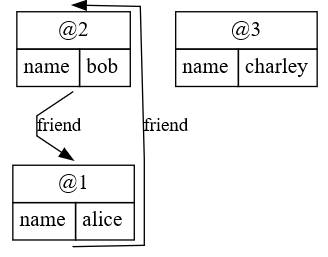 @2
name bob
@3
name charley
friend
friend
@1
name alice